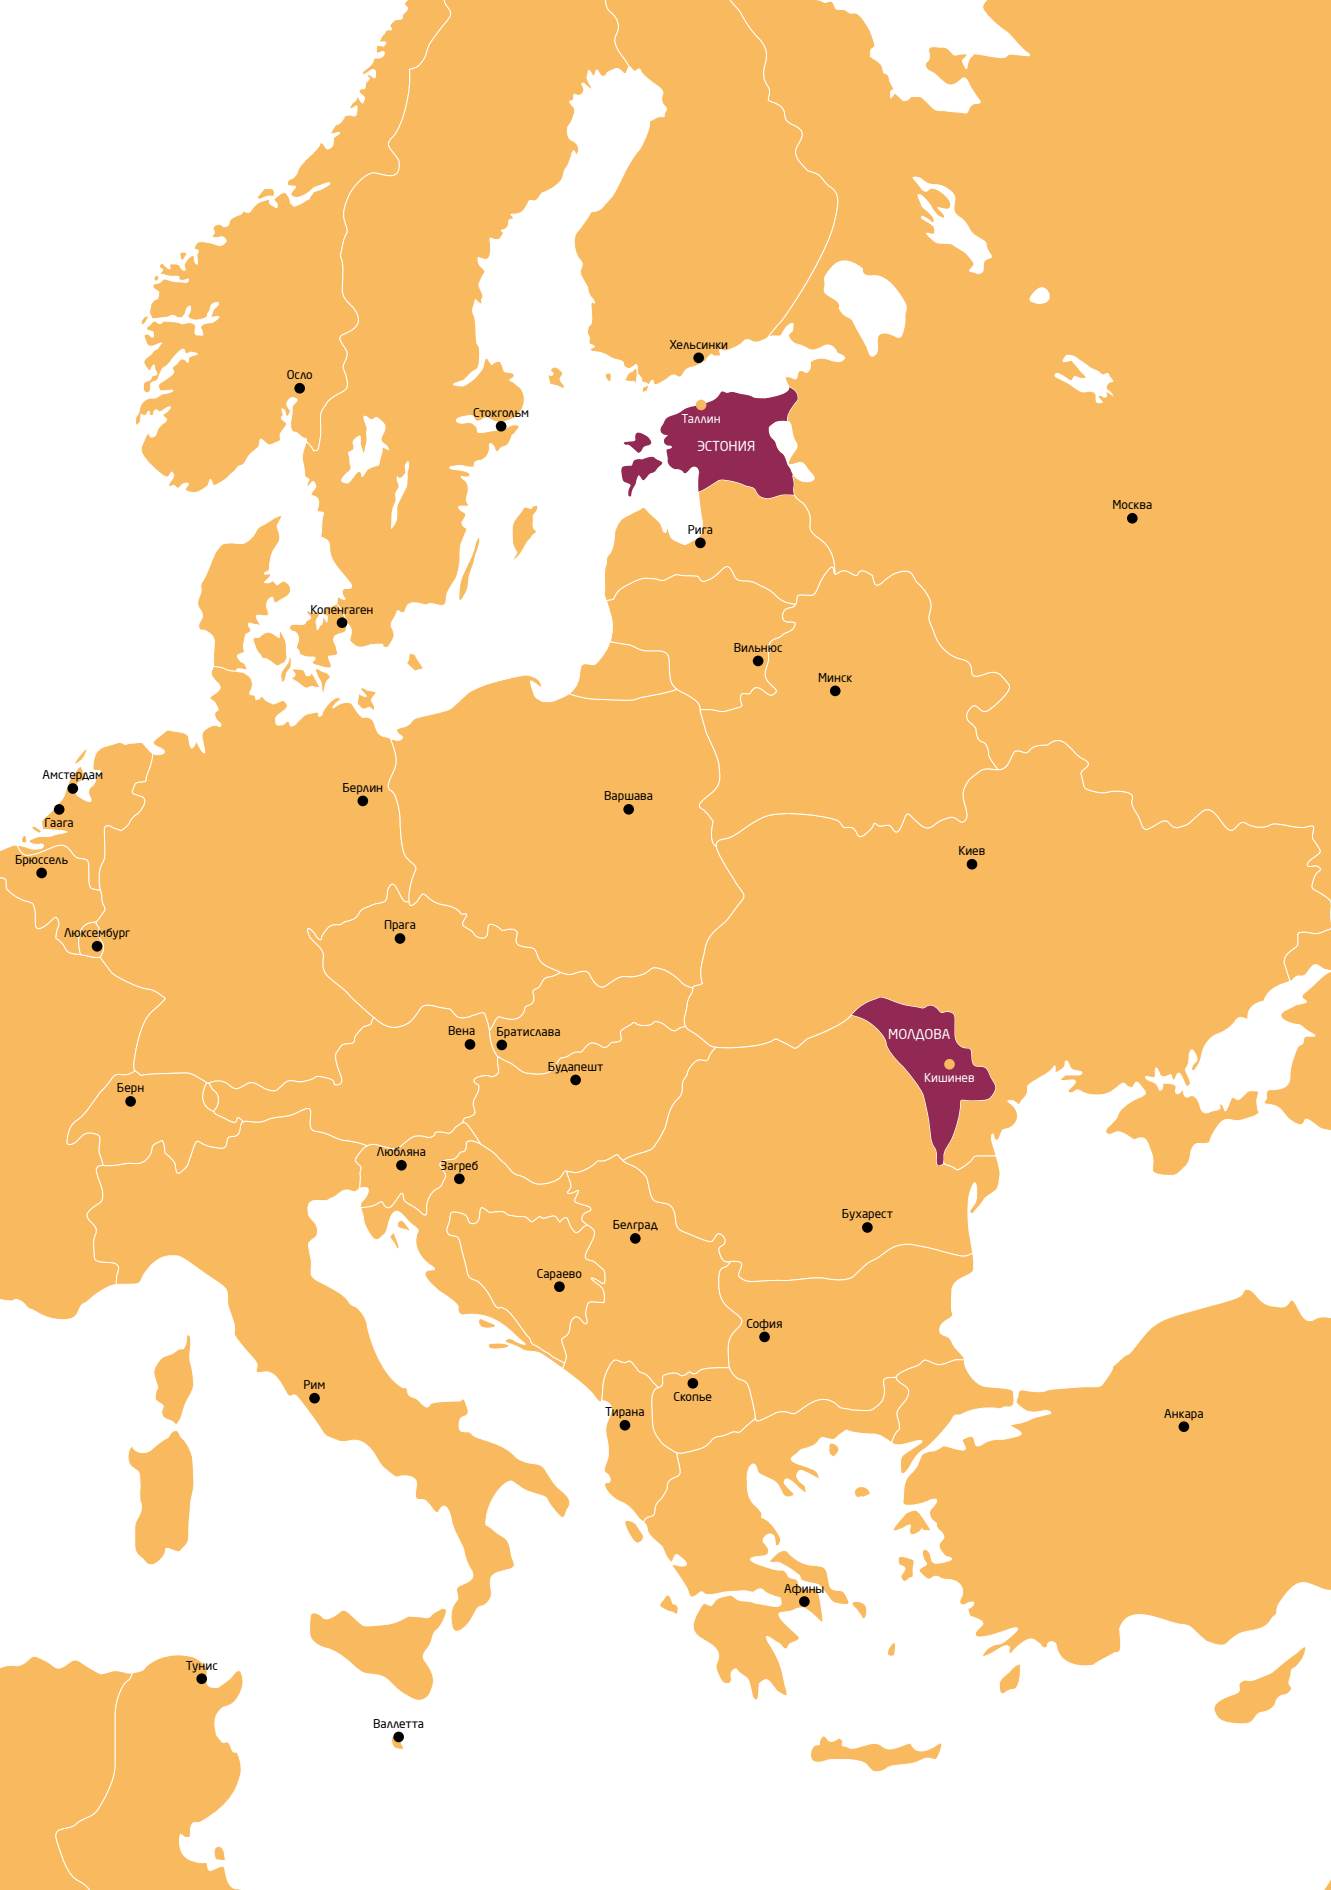 Хельсинки
Осло
Таллин
Стокгольм
ЭСТОНИЯ
Москва
Рига
Копенгаген
Вильнюс
Минск
Амстердам
Берлин
Варшава
Гаага
Киев
Брюссель
Прага
Люксембург
Вена
Братислава
МОЛДОВА
Будапешт
Кишинев
Берн
Любляна
Загреб
Бухарест
Белград
Сараево
София
Рим
Скопье
Тирана
Анкара
Афины
Тунис
Валлетта